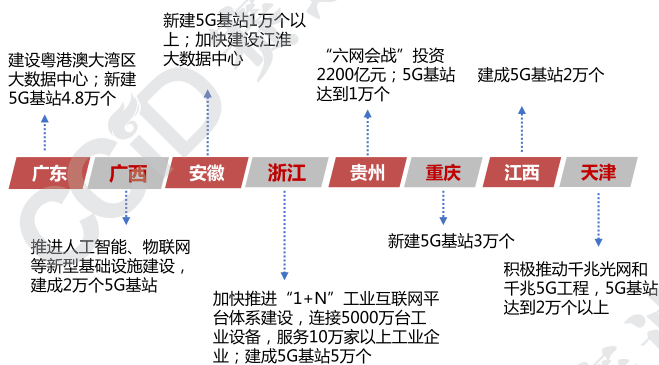 新建5G基站1万个以
上；加快建设江淮
大数据中心
建设粤港澳大湾区
大数据中心；新建
5G基站4.8万个
“六网会战”投资
2200亿元；5G基站
达到1万个
建成5G基站2万个
广东
广西
安徽
浙江
贵州
重庆
江西
天津
推进人工智能、物联网
等新型基础设施建设，
建成2万个5G基站
加快推进“1+N”工业互联网平
台体系建设，连接5000万台工
业设备，服务10万家以上工业企
业；建成5G基站5万个
新建5G基站3万个
积极推动千兆光网和
千兆5G工程，5G基站
达到2万个以上
CCID